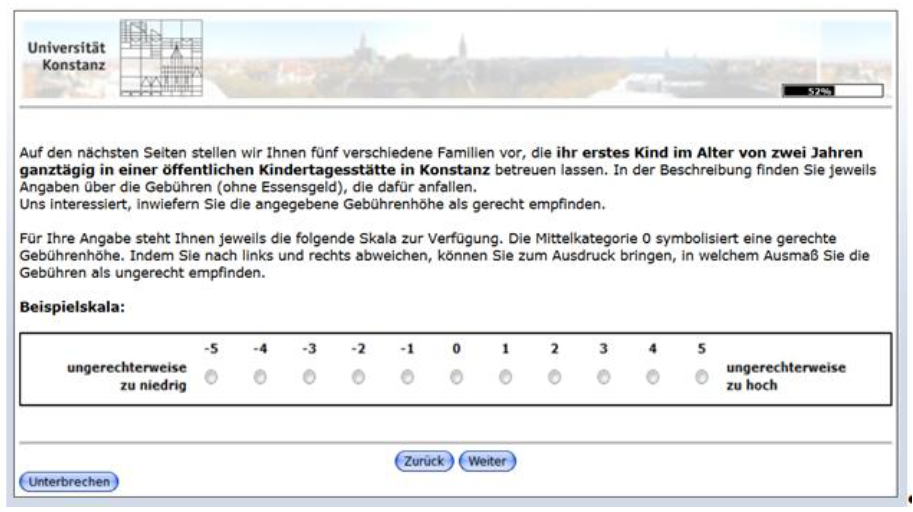 Universität
Konstanz
52%
Auf den nächsten Seiten stellen wir Ihnen fünf verschiedene Familien vor, die ihr erstes Kind im Alter von zwei Jahren
ganztägig in einer öffentlichen Kindertagesstätte in Konstanz betreuen lassen. In der Beschreibung finden Sie jeweils
Angaben über die Gebühren (ohne Essensgeld), die dafür anfallen.
Uns interessiert, inwiefern Sie die angegebene Gebührenhöhe als gerecht empfinden.
Für Ihre Angabe steht Ihnen jeweils die folgende Skala zur Verfügung. Die Mittelkategorie 0 symbolisiert eine gerechte
Gebührenhöhe. Indem Sie nach links und rechts abweichen, können Sie zum Ausdruck bringen, in welchem Ausmaß Sie die
Gebühren als ungerecht empfinden.
Beispielskala:
-5 -4 -3 -2 -1 0 1 2 3 4 5
ungerechterweise
zu niedrig
ungerechterweise
zu hoch
Zurück Weiter
Unterbrechen